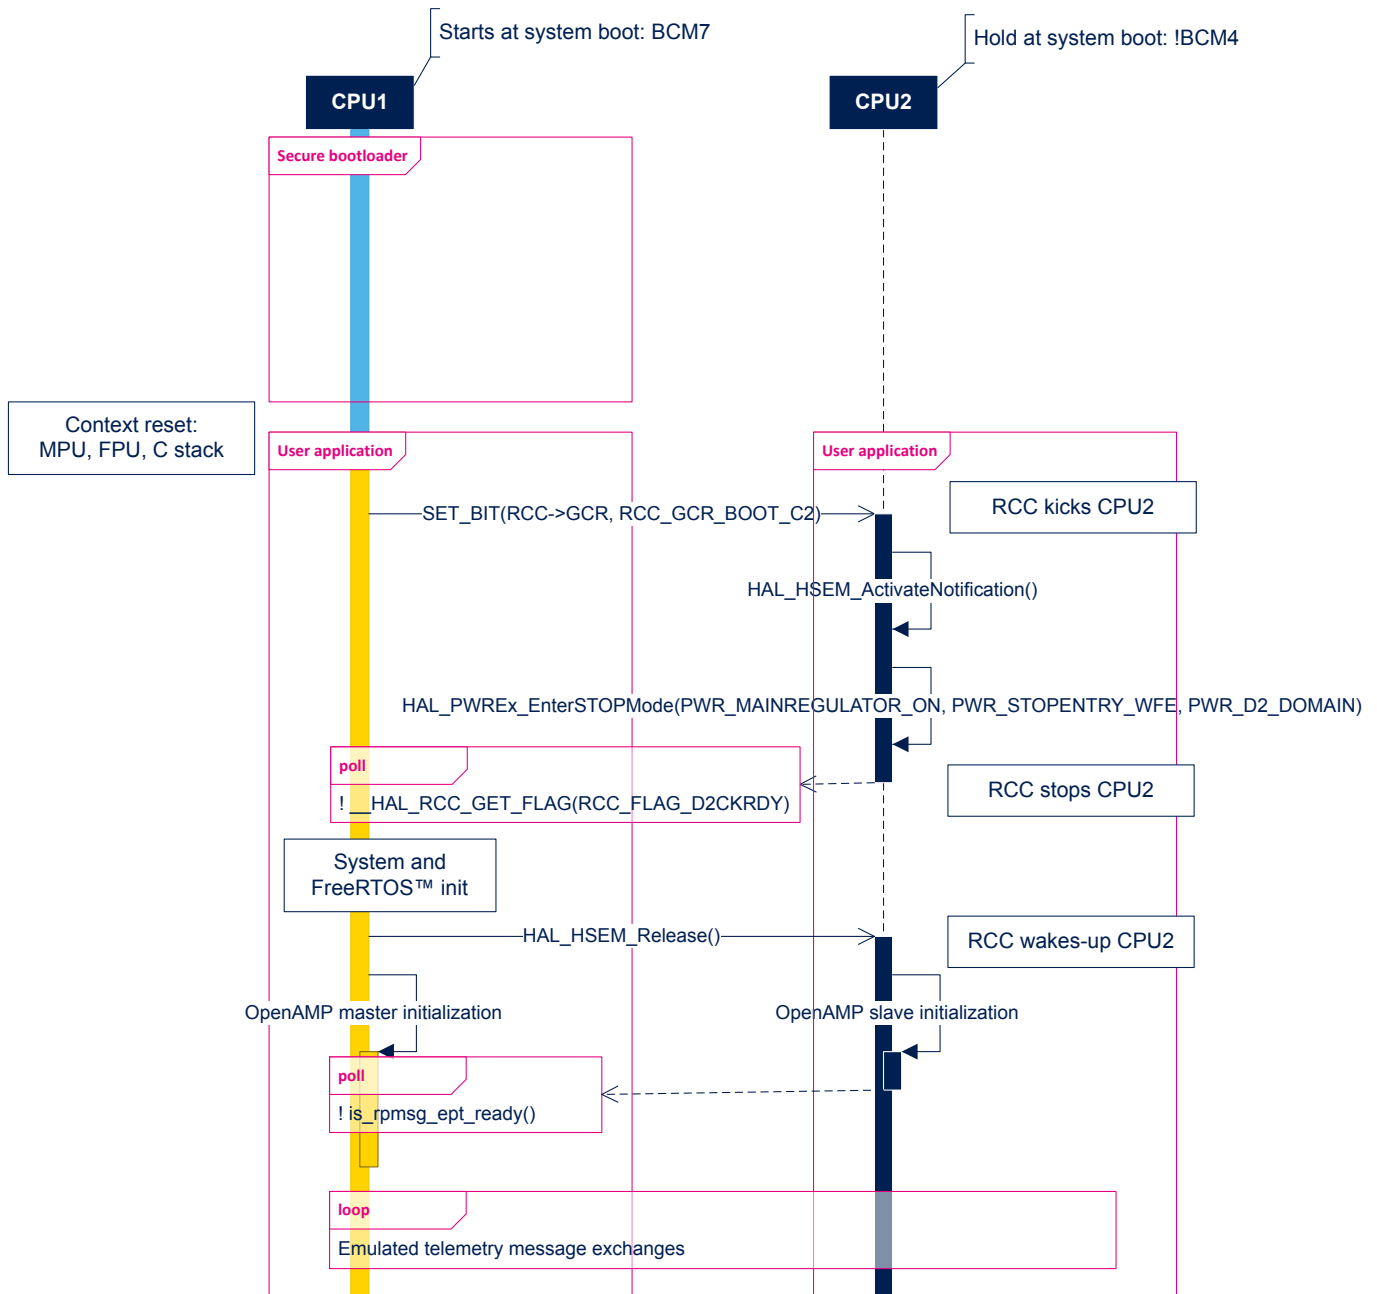 Starts at system boot: BCM7
Hold at system boot: !BCM4
CPU1
CPU2
Secure bootloader
Context reset:
MPU, FPU, C stack
User application
User application
SET_BIT(RCC->GCR, RCC_GCR_BOOT_C2)
RCC kicks CPU2
HAL_HSEM_ActivateNotification()
HAL_PWREx_EnterSTOPMode(PWR_MAINREGULATOR_ON, PWR_STOPENTRY_WFE, PWR_D2_DOMAIN)
poll
! __HAL_RCC_GET_FLAG(RCC_FLAG_D2CKRDY)
RCC stops CPU2
System and
FreeRTOS™ init
HAL_HSEM_Release()
RCC wakes-up CPU2
OpenAMP master initialization
OpenAMP slave initialization
poll
! is_rpmsg_ept_ready()
loop
Emulated telemetry message exchanges